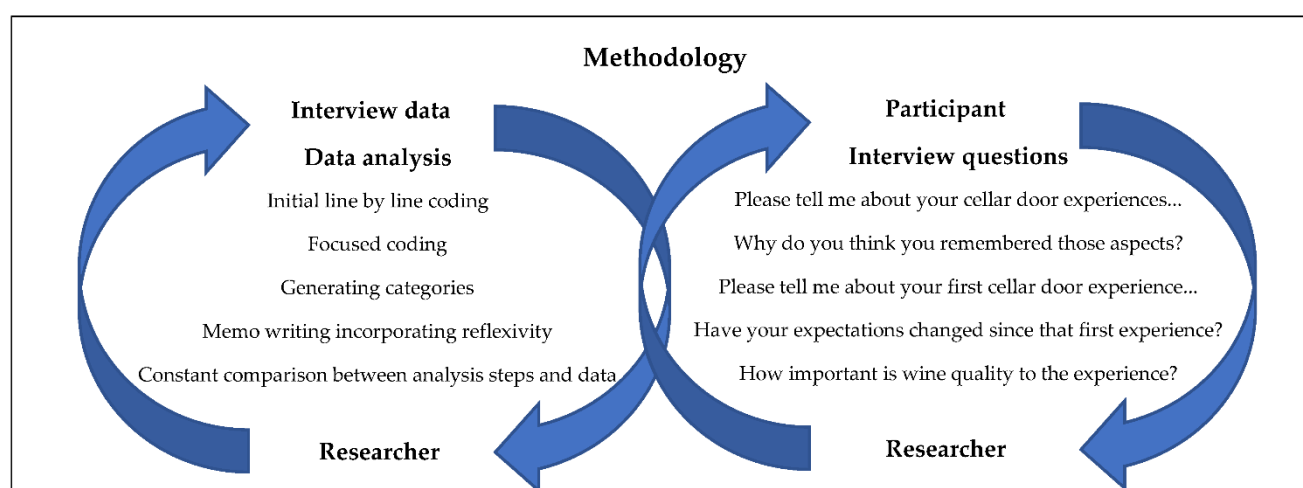 Methodology
Interview data
Data analysis
Initial line by line coding
Focused coding
Generating categories
Memo writing incorporating reflexivity
Constant comparison between analysis steps and data
Researcher
Participant
Interview questions
Please tell me about your cellar door experiences...
Why do you think you remembered those aspects?
Please tell me about your first cellar door experience...
Have your expectations changed since that first experience?
How important is wine quality to the experience?
Researcher